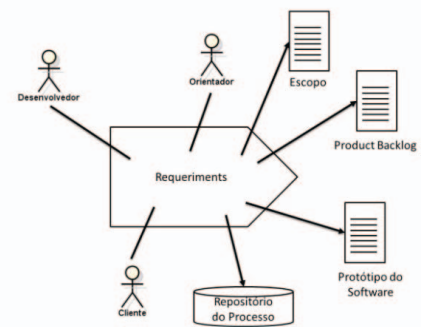 Desenvolvedor
Orientador
Escopo
Product Backlog
Requeriments
Protótipo do
Software
Cliente
Repositório
do Processo